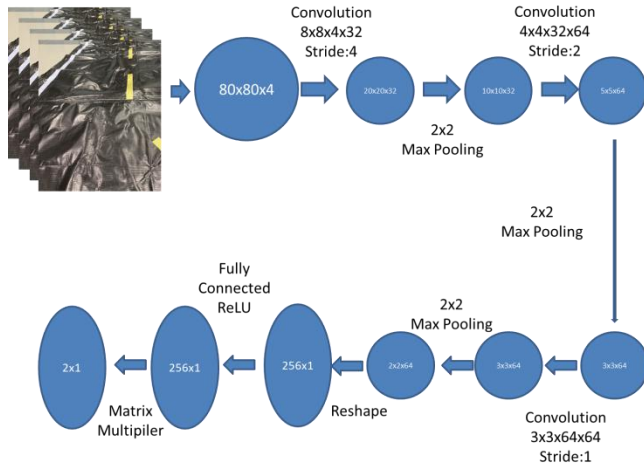 Convolution
8x8x4x32
Stride:4
Convolution
4x4x32x64
Stride:2
80x80x4
20x20x32
10x10x32
5x5x64
2x2
Max Pooling
2x2
Max Pooling
Fully
Connected
ReLU
2x2
Max Pooling
2x1
256x1
256x1
2x2x64
3x3x64
3x3x64
Matrix
Multipiler
Reshape
Convolution
3x3x64x64
Stride:1